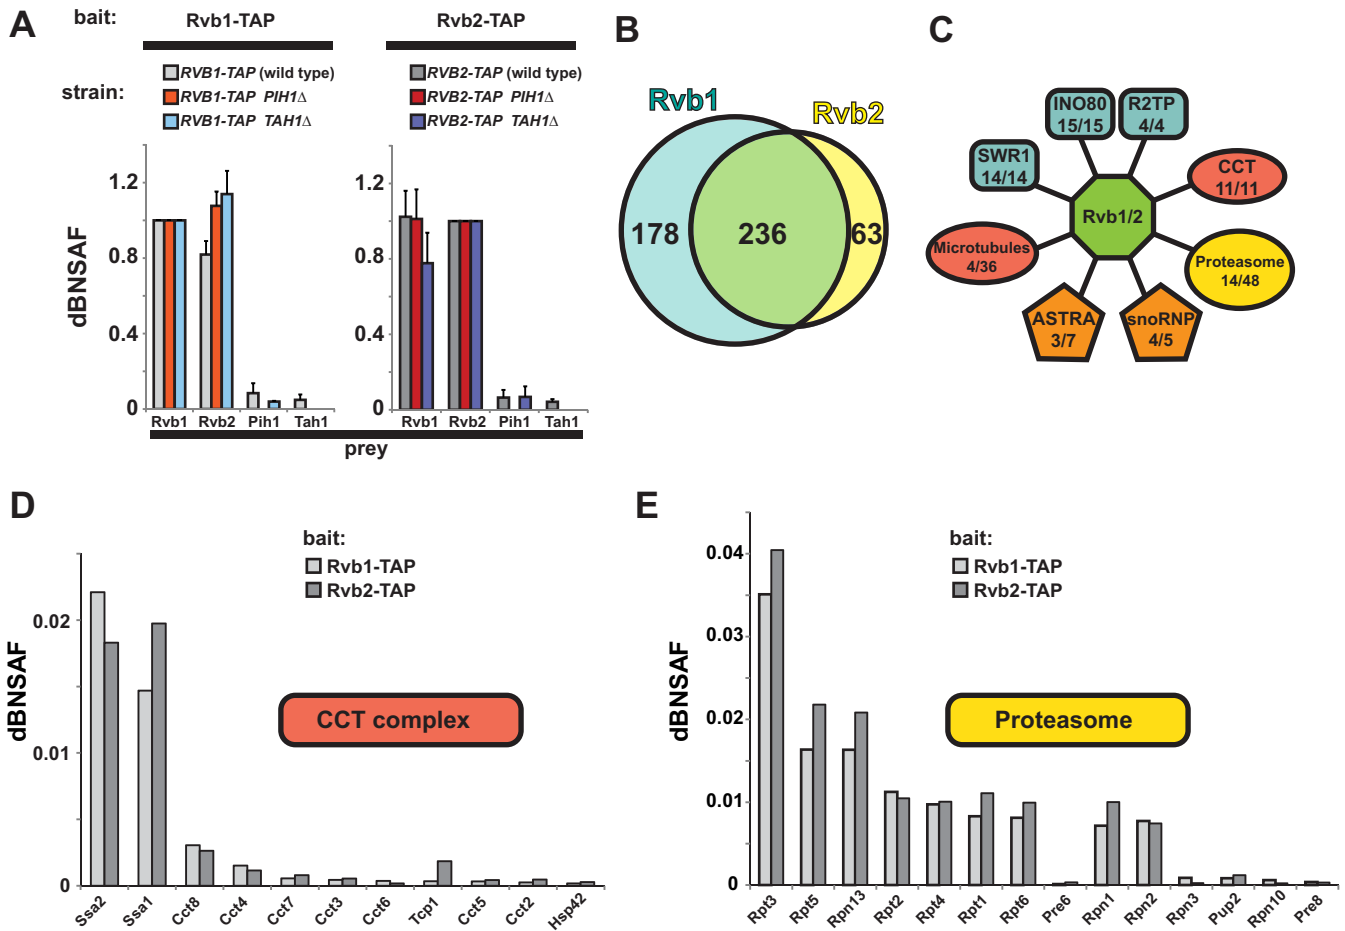 A
bait:
Rvb1-TAP
Rvb2-TAP
strain:
RVB1-TAP (wild type)
RVB1-TAP PIH1Δ
RVB1-TAP TAH1Δ
RVB2-TAP (wild type)
RVB2-TAP PIH1Δ
RVB2-TAP TAH1Δ
dBNSAF
1.2
0.8
0.4
0
Rvb1 Rvb2 Pih1 Tah1
1.2
0.8
0.4
0
Rvb1 Rvb2 Pih1 Tah1
prey
B
Rvb1
Rvb2
178
236
63
C
INO80
15/15
R2TP
4/4
SWR1
14/14
CCT
11/11
Rvb1/2
Microtubules
4/36
Proteasome
14/48
ASTRA
3/7
snoRNP
4/5
D
bait:
Rvb1-TAP
Rvb2-TAP
dBNSAF
0.02
0.01
0
CCT complex
Ssa2 Ssa1 Cct8 Cct4 Cct7 Cct3 Cct6 Tcp1 Cct5 Cct2 Hsp42
E
bait:
Rvb1-TAP
Rvb2-TAP
dBNSAF
0.04
0.03
0.02
0.01
0
Proteasome
Rpt3 Rpt5 Rpn13 Rpt2 Rpt4 Rpt1 Rpt6 Pre6 Rpn1 Rpn2 Rpn3 Pup2 Rpn10 Pre8